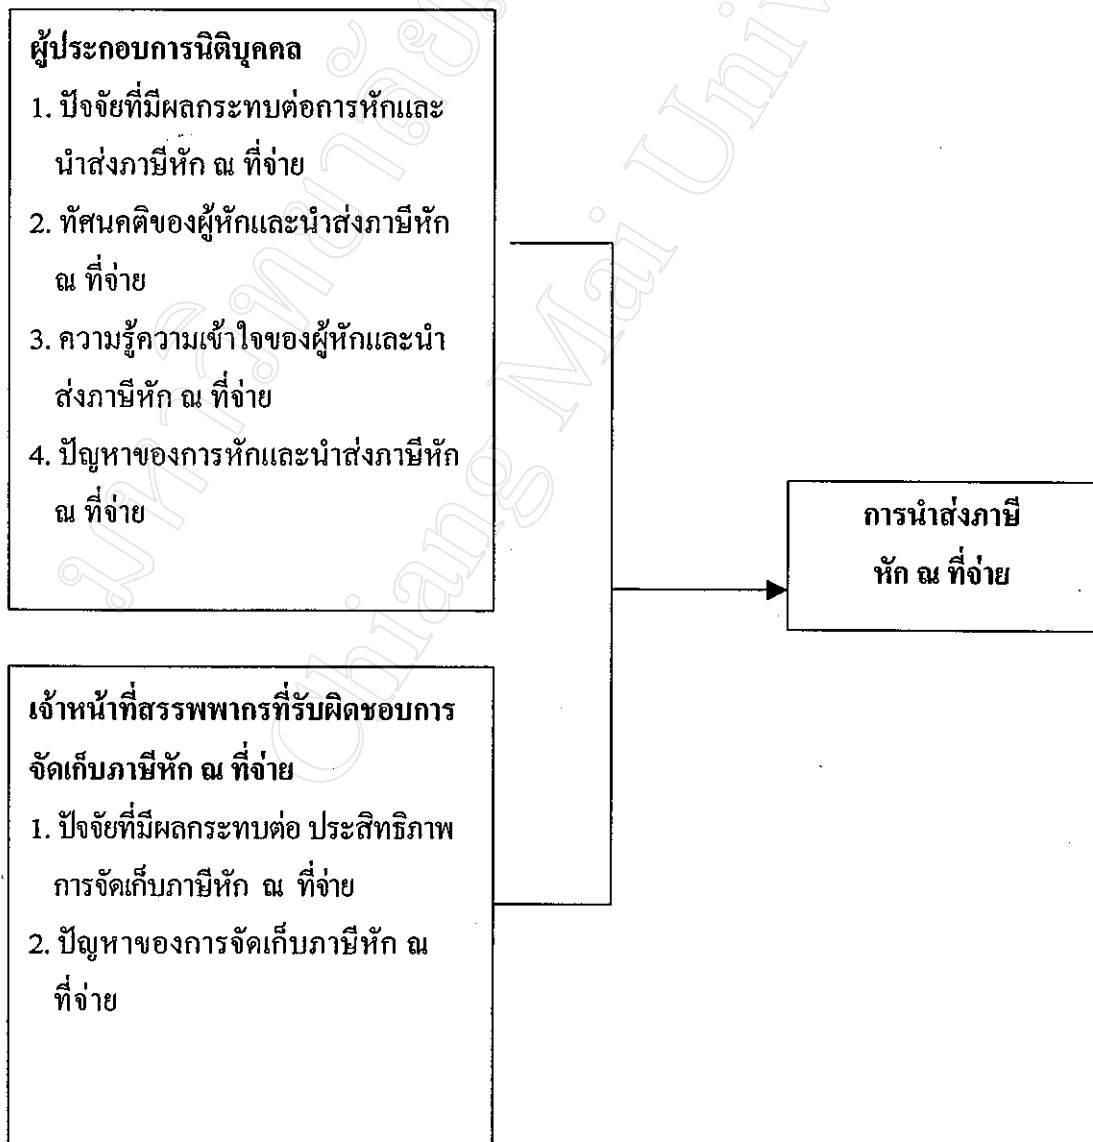 ผู้ประกอบการนิติบุคคล
1. ปัจจัยที่มีผลกระทบต่อการหักและ
นำส่งภาษีหัก ณ ที่จ่าย
2. ทัศนคติของผู้หักและนำส่งภาษีหัก
ณ ที่จ่าย
3. ความรู้ความเข้าใจของผู้หักและนำ
ส่งภาษีหัก ณ ที่จ่าย
4. ปัญหาของการหักและนำส่งภาษีหัก
ณ ที่จ่าย
การนำส่งภาษี
หัก ณ ที่จ่าย
เจ้าหน้าที่สรรพพากรที่รับผิดชอบการ
จัดเก็บภาษีหัก ณ ที่จ่าย
1. ปัจจัยที่มีผลกระทบต่อ ประสิทธิภาพ
การจัดเก็บภาษีหัก ณ ที่จ่าย
2. ปัญหาของการจัดเก็บภาษีหัก ณ
ที่จ่าย
มหาวิทยาลัย
Chiang Mai Univ